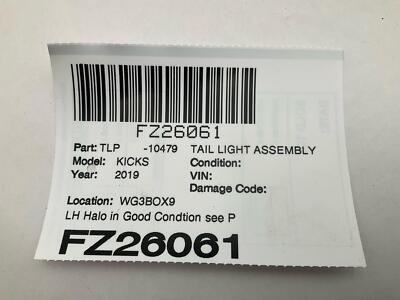 FZ26061
Part: TLP -10479 TAIL LIGHT ASSEMBLY
Model: KICKS Condition:
Year: 2019 VIN:
Damage Code:
Location: WG3BOX9
LH Halo in Good Condtion see P
FZ26061